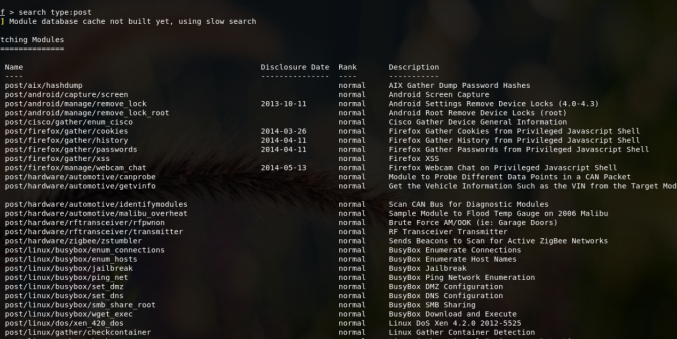 f > search type:post
] Module database cache not built yet, using slow search
tching Modules
==============
Name Disclosure Date Rank Description
---- --------------- ---- -----------
post/aix/hashdump normal AIX Gather Dump Password Hashes
post/android/capture/screen normal Android Screen Capture
post/android/manage/remove_lock 2013-10-11 normal Android Settings Remove Device Locks (4.0-4.3)
post/android/manage/remove_lock_root normal Android Root Remove Device Locks (root)
post/cisco/gather/enum_cisco normal Cisco Gather Device General Information
post/firefox/gather/cookies 2014-03-26 normal Firefox Gather Cookies from Privileged Javascript Shell
post/firefox/gather/history 2014-04-11 normal Firefox Gather History from Privileged Javascript Shell
post/firefox/gather/passwords 2014-04-11 normal Firefox Gather Passwords from Privileged Javascript Shell
post/firefox/gather/xss normal Firefox XSS
post/firefox/manage/webcam_chat 2014-05-13 normal Firefox Webcam Chat on Privileged Javascript Shell
post/hardware/automotive/canprobe normal Module to Probe Different Data Points in a CAN Packet
post/hardware/automotive/getvinfo normal Get the Vehicle Information Such as the VIN from the Target Mod
post/hardware/automotive/identifymodules normal Scan CAN Bus for Diagnostic Modules
post/hardware/automotive/malibu_overheat normal Sample Module to Flood Temp Gauge on 2006 Malibu
post/hardware/rftransceiver/rfpwnon normal Brute Force AM/OOK (ie: Garage Doors)
post/hardware/rftransceiver/transmitter normal RF Transceiver Transmitter
post/hardware/zigbee/zstumbler normal Sends Beacons to Scan for Active ZigBee Networks
post/linux/busybox/enum_connections normal BusyBox Enumerate Connections
post/linux/busybox/enum_hosts normal BusyBox Enumerate Host Names
post/linux/busybox/jailbreak normal BusyBox Jailbreak
post/linux/busybox/ping_net normal BusyBox Ping Network Enumeration
post/linux/busybox/set_dmz normal BusyBox DMZ Configuration
post/linux/busybox/set_dns normal BusyBox DNS Configuration
post/linux/busybox/smb_share_root normal BusyBox SMB Sharing
post/linux/busybox/wget_exec normal BusyBox Download and Execute
post/linux/dos/xen_420_dos normal Linux DoS Xen 4.2.0 2012-5525
post/linux/gather/checkcontainer normal Linux Gather Container Detection